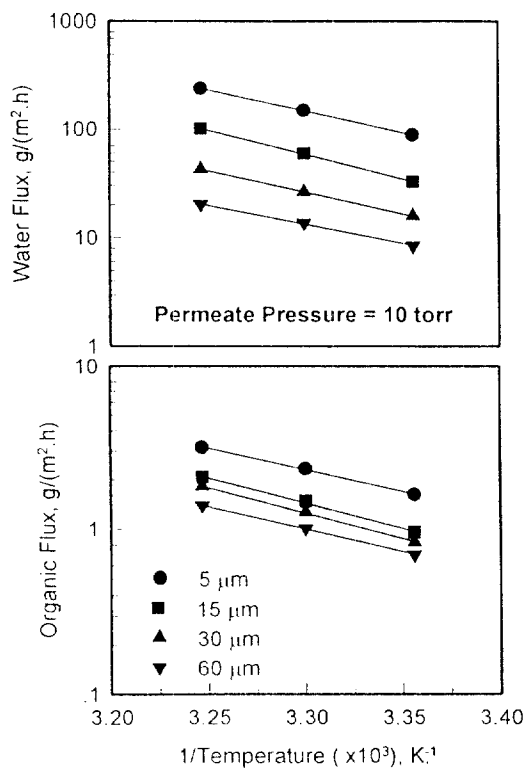 1000
100
10
1
Water Flux, g/(m².h)
Permeate Pressure = 10 torr
10
1
.1
Organic Flux, g/(m².h)
5 μm
15 μm
30 μm
60 μm
3.20 3.25 3.30 3.35 3.40
1/Temperature ( x10³), K⁻¹